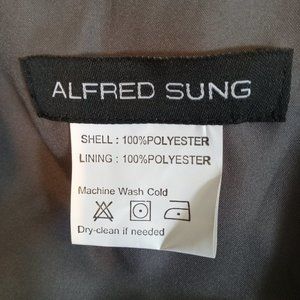 ALFRED SUNG
SHELL : 100%POLYESTER
LINING : 100%POLYESTER
Machine Wash Cold
Dry-clean if needed